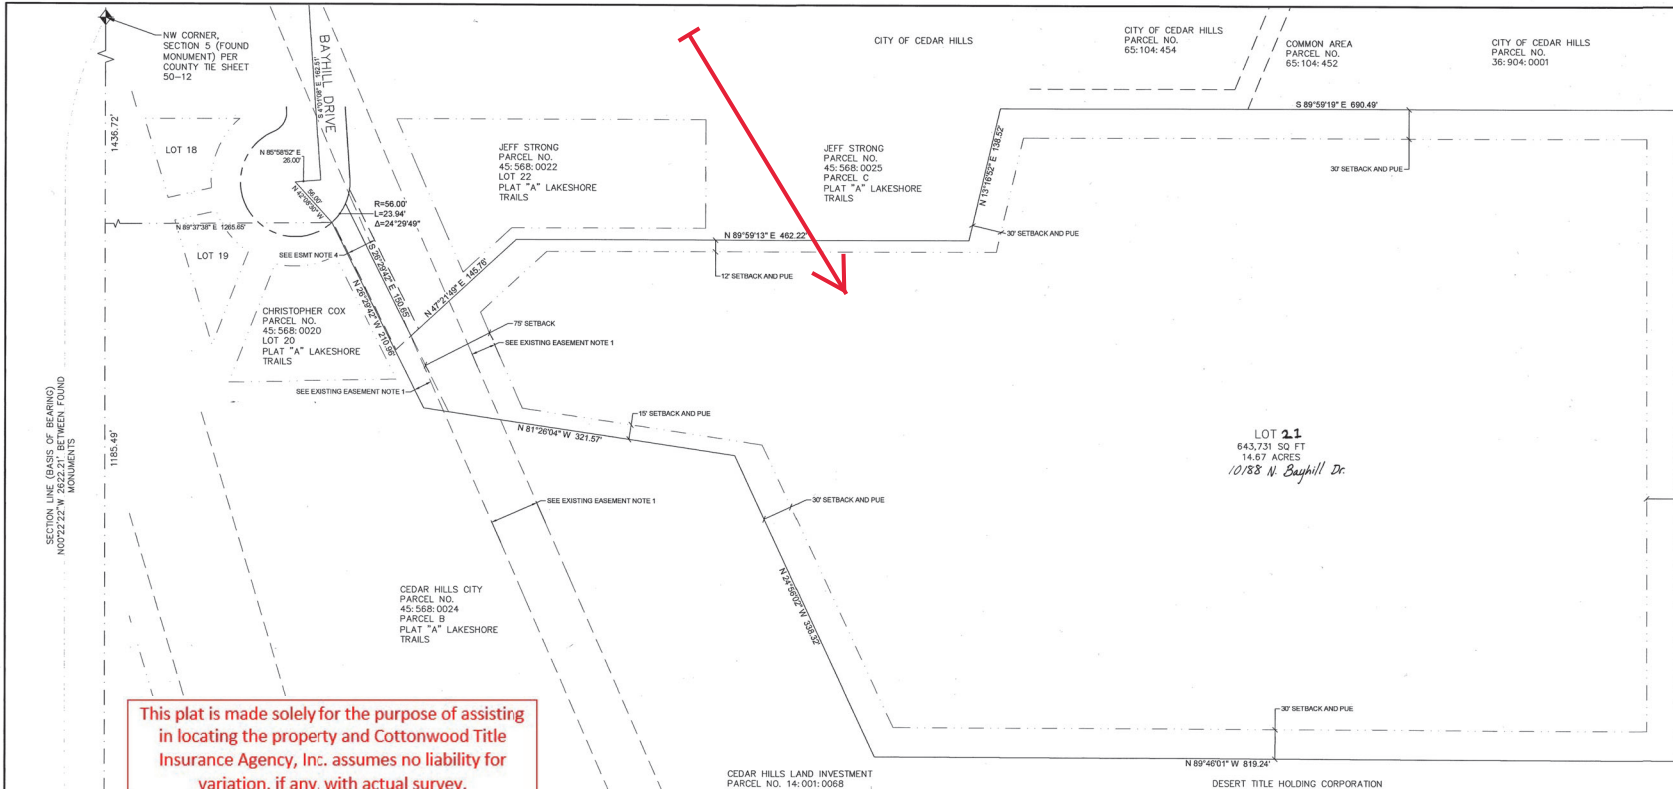 NW CORNER,
SECTION 5 (FOUND
MONUMENT) PER
COUNTY TIE SHEET
50-12
BAYHILL DRIVE
S 4°01'08" E 162.51'
CITY OF CEDAR HILLS
CITY OF CEDAR HILLS
PARCEL NO.
65:104:454
COMMON AREA
PARCEL NO.
65:104:452
CITY OF CEDAR HILLS
PARCEL NO.
36:904:0001
S 89°59'19" E 690.49'
1436.72'
LOT 18
N 85°58'52" E
26.00'
56.00'
N 42°08'30" W
R=56.00'
L=23.94'
Δ=24°29'49"
JEFF STRONG
PARCEL NO.
45:568:0022
LOT 22
PLAT "A" LAKESHORE
TRAILS
JEFF STRONG
PARCEL NO.
45:568:0025
PARCEL C
PLAT "A" LAKESHORE
TRAILS
N 13°16'52" E 138.52'
30' SETBACK AND PUE
N 89°37'38" E 1265.65'
LOT 19
SEE ESMT NOTE 4
S 26°29'42" E 150.65'
N 26°29'42" W 210.96'
N 47°21'49" E 145.76'
N 89°59'13" E 462.22'
30' SETBACK AND PUE
12' SETBACK AND PUE
CHRISTOPHER COX
PARCEL NO.
45:568:0020
LOT 20
PLAT "A" LAKESHORE
TRAILS
75' SETBACK
SEE EXISTING EASEMENT NOTE 1
SEE EXISTING EASEMENT NOTE 1
SECTION LINE (BASIS OF BEARING)
N00°22'22"W 2622.21' BETWEEN FOUND
MONUMENTS
1185.49'
15' SETBACK AND PUE
N 81°26'04" W 321.57'
LOT 21
643,731 SQ FT
14.67 ACRES
10188 N. Bayhill Dr.
SEE EXISTING EASEMENT NOTE 1
30' SETBACK AND PUE
N 24°56'02" W 338.32'
CEDAR HILLS CITY
PARCEL NO.
45:568:0024
PARCEL B
PLAT "A" LAKESHORE
TRAILS
30' SETBACK AND PUE
This plat is made solely for the purpose of assisting
in locating the property and Cottonwood Title
Insurance Agency, Inc. assumes no liability for
variation, if any, with actual survey.
N 89°46'01" W 819.24'
CEDAR HILLS LAND INVESTMENT
PARCEL NO. 14:001:0068
DESERT TITLE HOLDING CORPORATION